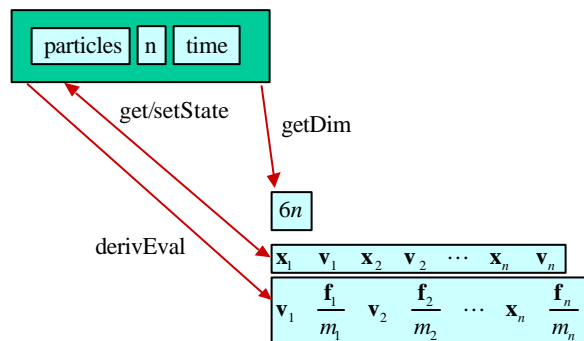 particles n time
get/setState
getDim
6n
derivEval
x₁ v₁ x₂ v₂ ⋯ xₙ vₙ
v₁ f₁/m₁ v₂ f₂/m₂ ⋯ xₙ fₙ/mₙ